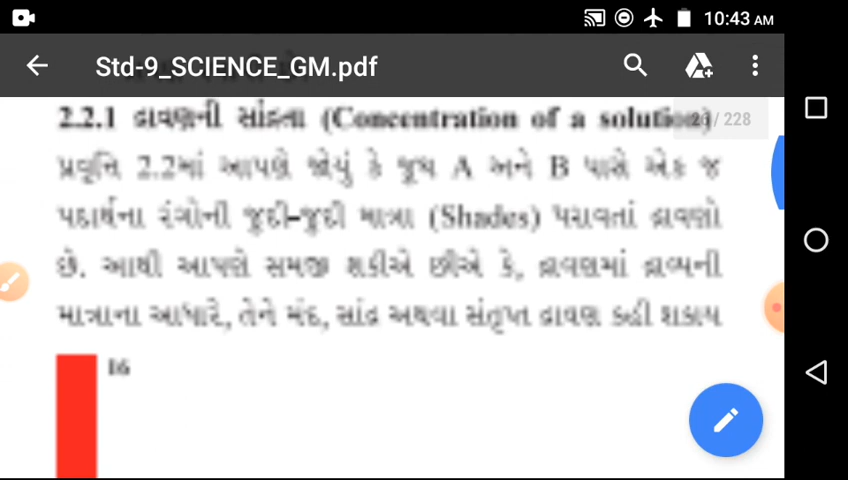 10:43 AM
Std-9_SCIENCE_GM.pdf
2.2.1 દ્રાવણની સાંદ્રતા (Concentration of a solution)
/ 228
પ્રવૃત્તિ 2.2માં આપણે જોયું કે જૂથ A અને B પાસે એક જ
પદાર્થના રંગોની જુદી-જુદી માત્રા (Shades) ધરાવતાં દ્રાવણો
છે. આથી આપણે સમજી શકીએ છીએ કે, દ્રાવણમાં દ્રાવ્યની
માત્રાના આધારે, તેને મંદ, સાંદ્ર અથવા સંતૃપ્ત દ્રાવણ કહી શકાય
16